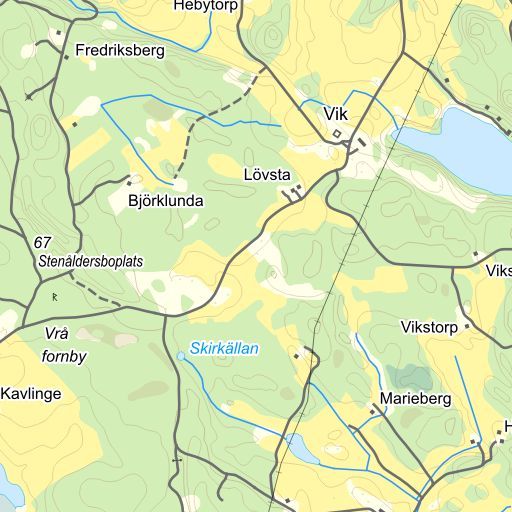 Hebytorp
Fredriksberg
Vik
Lövsta
Björklunda
67
Stenåldersboplats
Viks
Vikstorp
Vrå
fornby
Skirkällan
Kavlinge
Marieberg
H
R